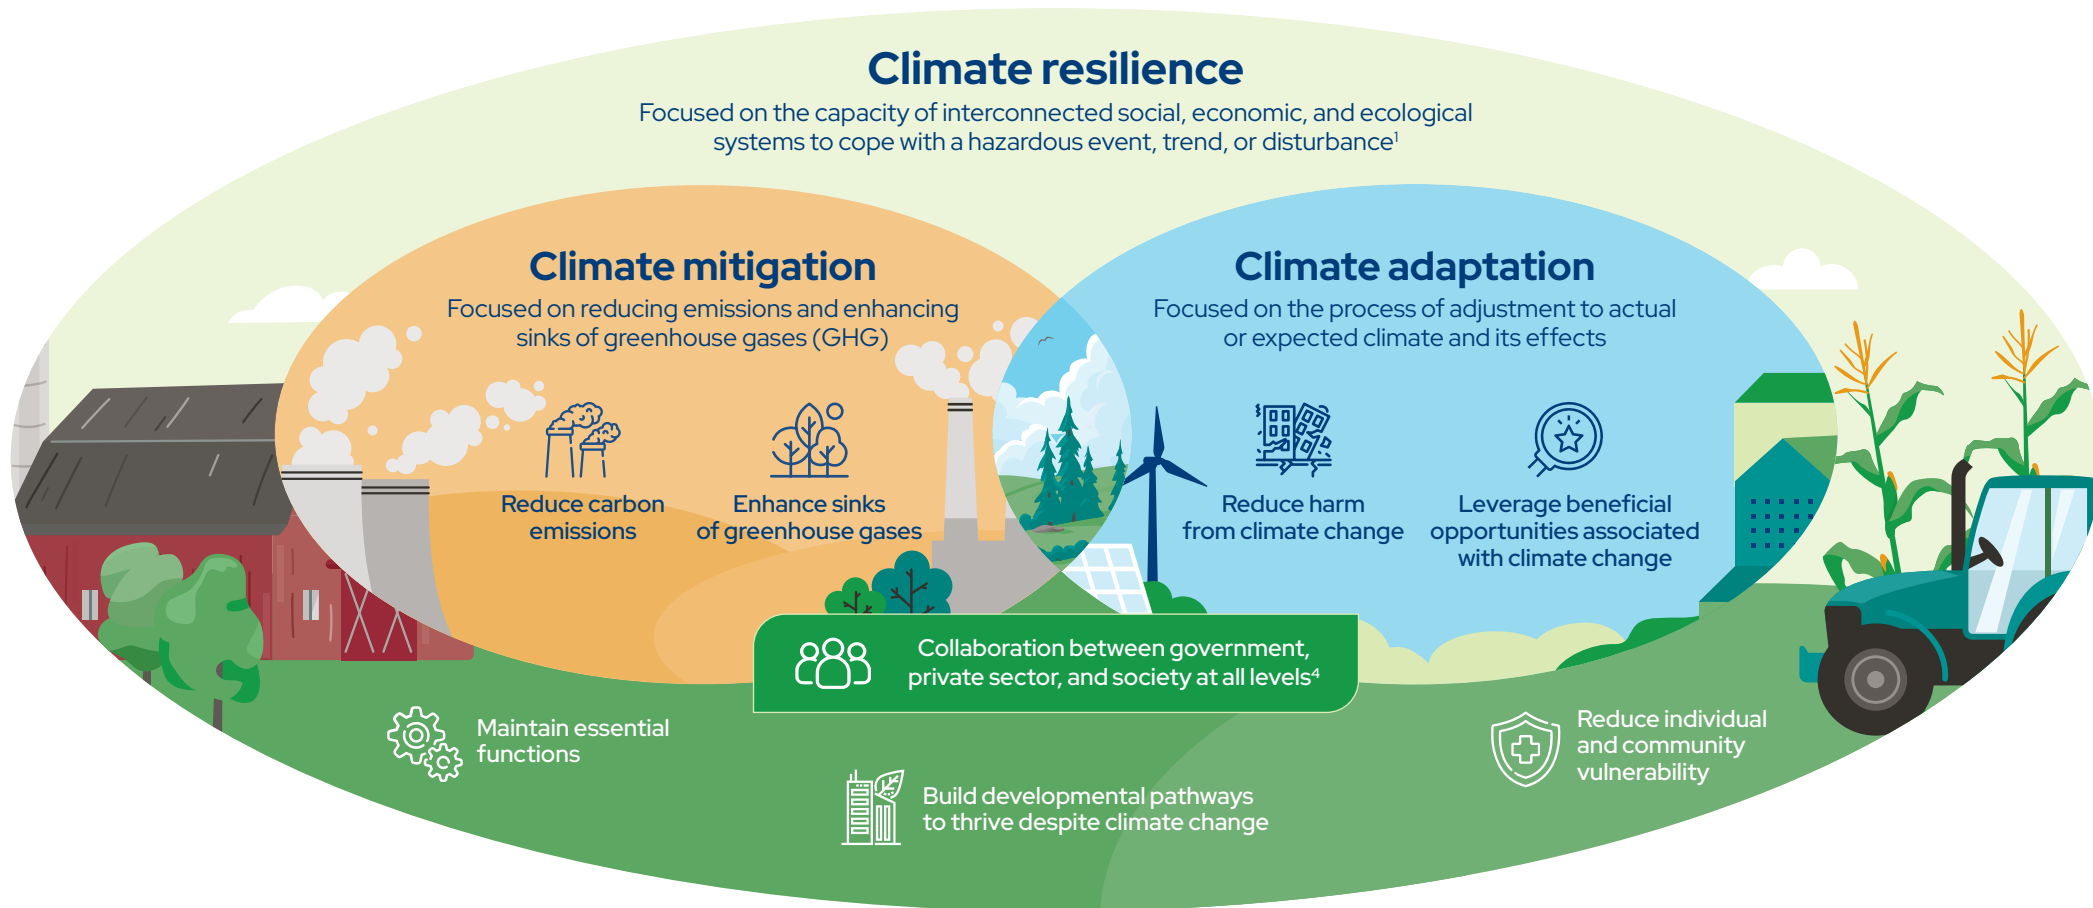 Climate resilience
Focused on the capacity of interconnected social, economic, and ecological
systems to cope with a hazardous event, trend, or disturbance¹
Climate mitigation
Focused on reducing emissions and enhancing
sinks of greenhouse gases (GHG)
Reduce carbon
emissions
Enhance sinks
of greenhouse gases
Climate adaptation
Focused on the process of adjustment to actual
or expected climate and its effects
Reduce harm
from climate change
Leverage beneficial
opportunities associated
with climate change
Collaboration between government,
private sector, and society at all levels⁴
Maintain essential
functions
Build developmental pathways
to thrive despite climate change
Reduce individual
and community
vulnerability